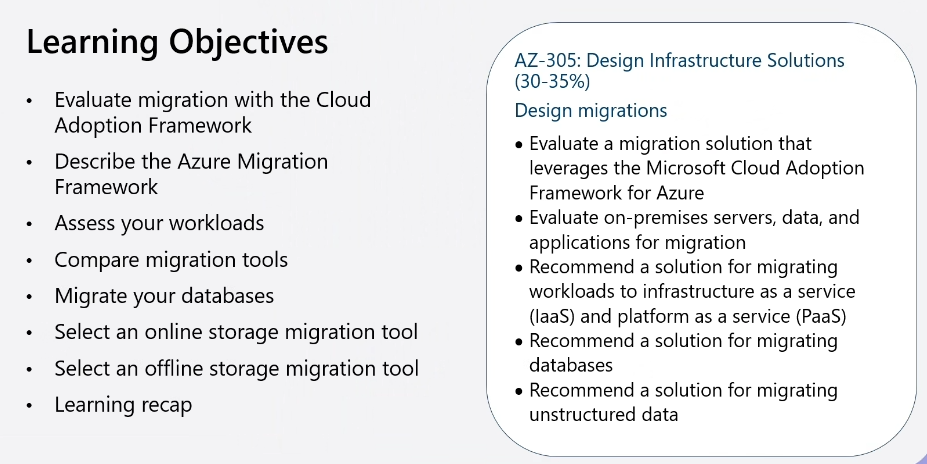 Learning Objectives
• Evaluate migration with the Cloud
Adoption Framework
• Describe the Azure Migration
Framework
• Assess your workloads
• Compare migration tools
• Migrate your databases
• Select an online storage migration tool
• Select an offline storage migration tool
• Learning recap
AZ-305: Design Infrastructure Solutions
(30-35%)
Design migrations
• Evaluate a migration solution that
leverages the Microsoft Cloud Adoption
Framework for Azure
• Evaluate on-premises servers, data, and
applications for migration
• Recommend a solution for migrating
workloads to infrastructure as a service
(IaaS) and platform as a service (PaaS)
• Recommend a solution for migrating
databases
• Recommend a solution for migrating
unstructured data